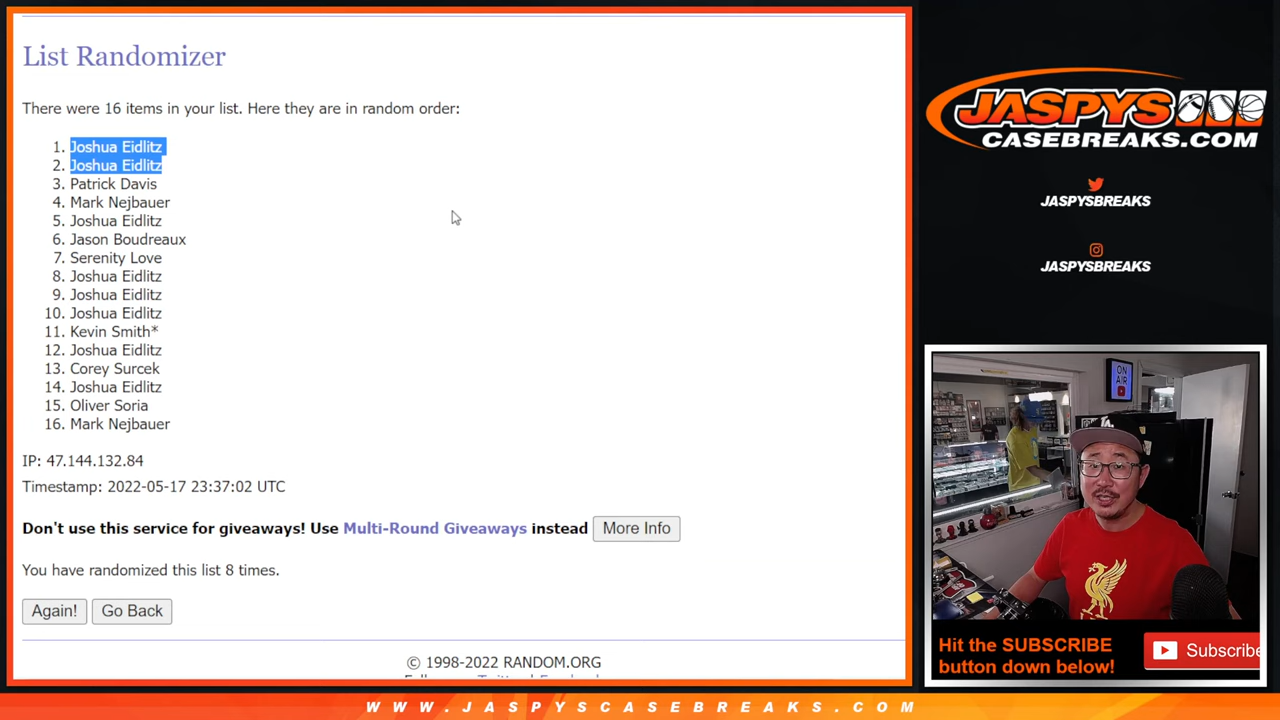 List Randomizer
There were 16 items in your list. Here they are in random order:
1. Joshua Eidlitz
2. Joshua Eidlitz
3. Patrick Davis
4. Mark Nejbauer
5. Joshua Eidlitz
6. Jason Boudreaux
7. Serenity Love
8. Joshua Eidlitz
9. Joshua Eidlitz
10. Joshua Eidlitz
11. Kevin Smith*
12. Joshua Eidlitz
13. Corey Surcek
14. Joshua Eidlitz
15. Oliver Soria
16. Mark Nejbauer
IP: 47.144.132.84
Timestamp: 2022-05-17 23:37:02 UTC
Don't use this service for giveaways! Use Multi-Round Giveaways instead More Info
You have randomized this list 8 times.
Again! Go Back
© 1998-2022 RANDOM.ORG
JASPYS
CASEBREAKS.COM
JASPYSBREAKS
JASPYSBREAKS
ON
AIR
Hit the SUBSCRIBE
button down below!
Subscribe
WWW.JASPYSCASEBREAKS.COM